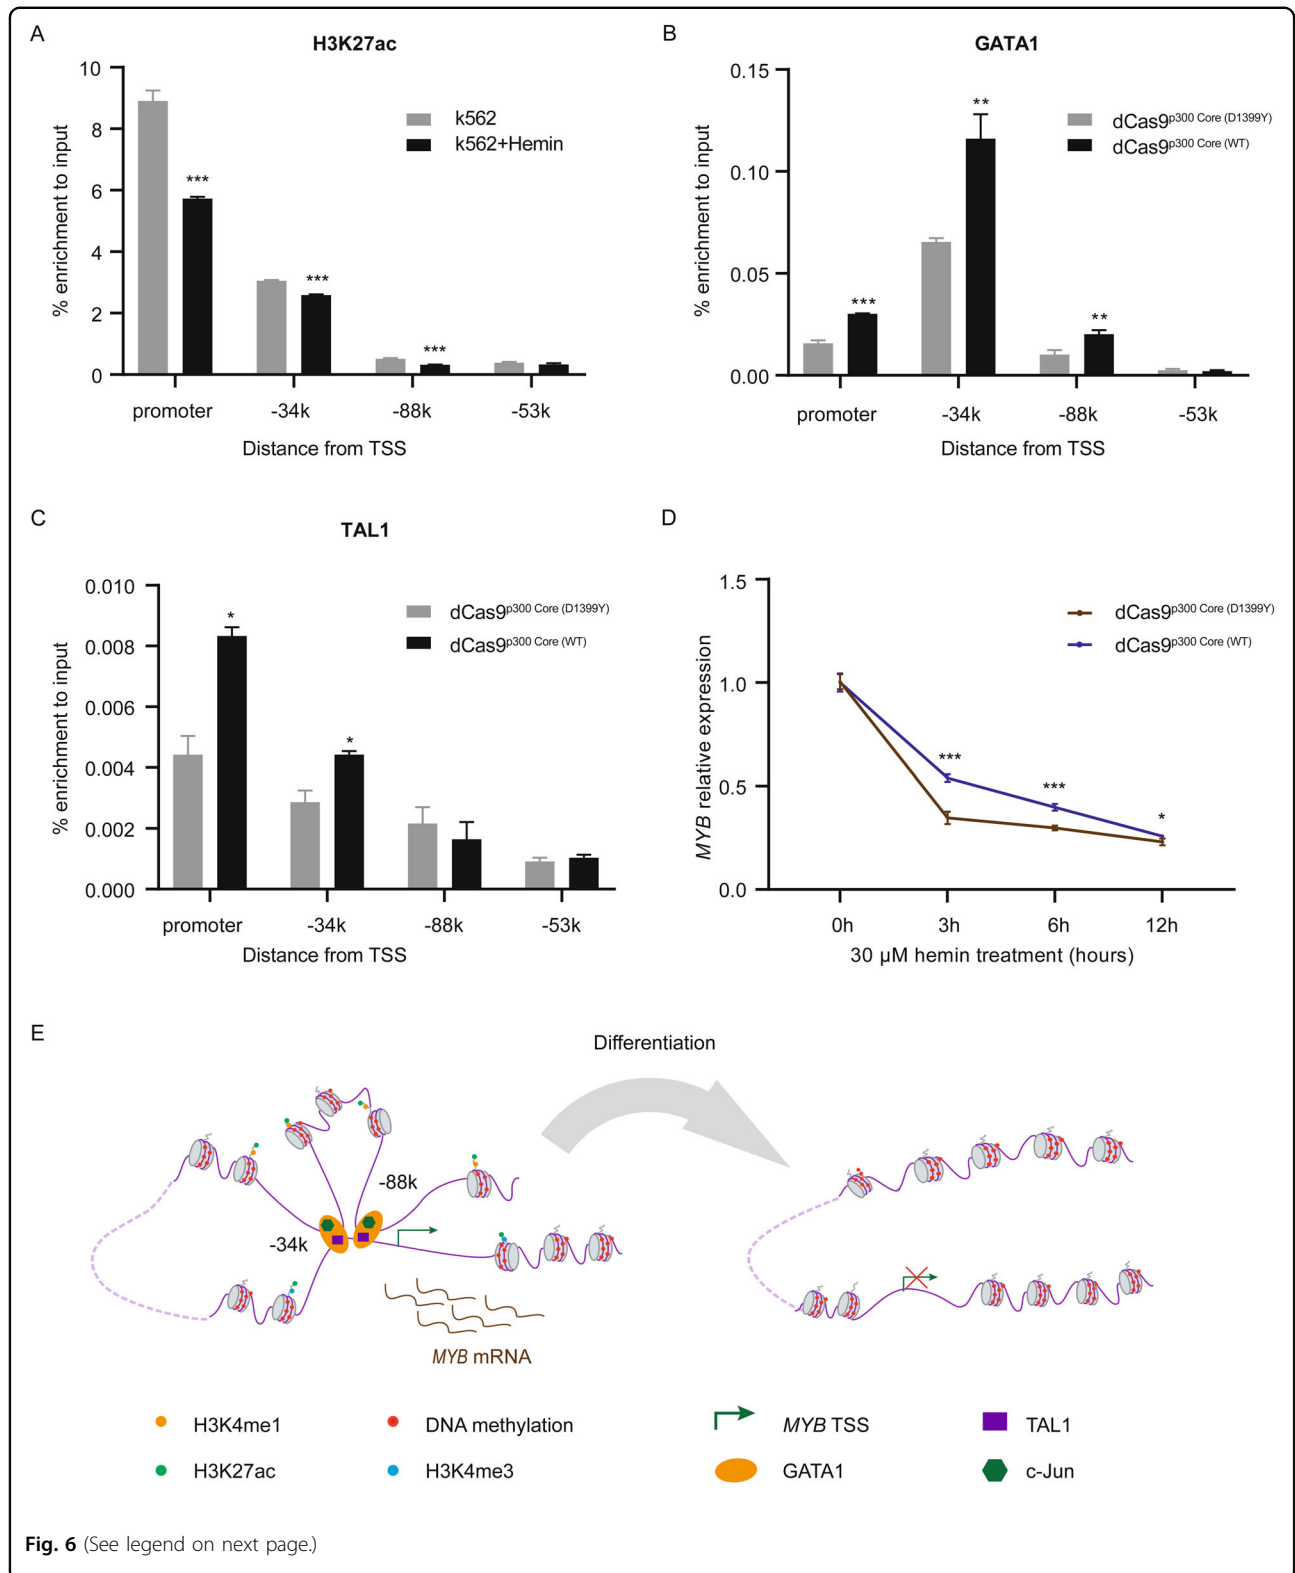 A
H3K27ac
10
8
6
4
2
0
% enrichment to input
k562
k562+Hemin
***
***
***
promoter
-34k
-88k
-53k
Distance from TSS
B
GATA1
0.15
0.10
0.05
0.00
% enrichment to input
dCas9p300 Core (D1399Y)
dCas9p300 Core (WT)
***
**
**
promoter
-34k
-88k
-53k
Distance from TSS
C
TAL1
0.010
0.008
0.006
0.004
0.002
0.000
% enrichment to input
dCas9p300 Core (D1399Y)
dCas9p300 Core (WT)
*
*
promoter
-34k
-88k
-53k
Distance from TSS
D
1.5
1.0
0.5
0.0
MYB relative expression
dCas9p300 Core (D1399Y)
dCas9p300 Core (WT)
***
***
*
0h
3h
6h
12h
30 µM hemin treatment (hours)
E
Differentiation
-88k
-34k
MYB mRNA
H3K4me1
DNA methylation
MYB TSS
TAL1
H3K27ac
H3K4me3
GATA1
c-Jun
Fig. 6 (See legend on next page.)